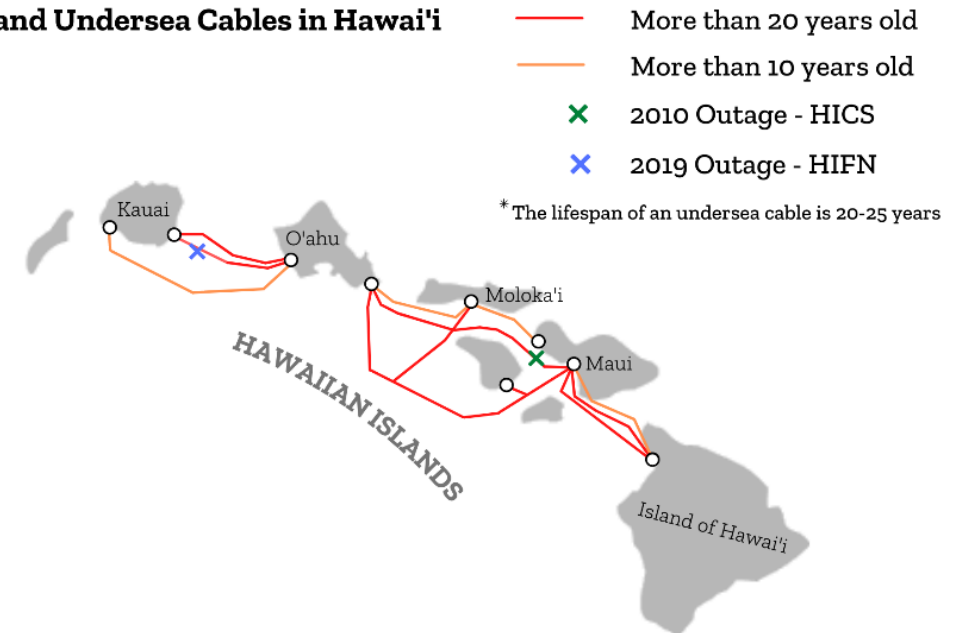 and Undersea Cables in Hawai'i
More than 20 years old
More than 10 years old
2010 Outage - HICS
2019 Outage - HIFN
* The lifespan of an undersea cable is 20-25 years
Kauai
O'ahu
Moloka'i
Maui
HAWAIIAN ISLANDS
Island of Hawai'i